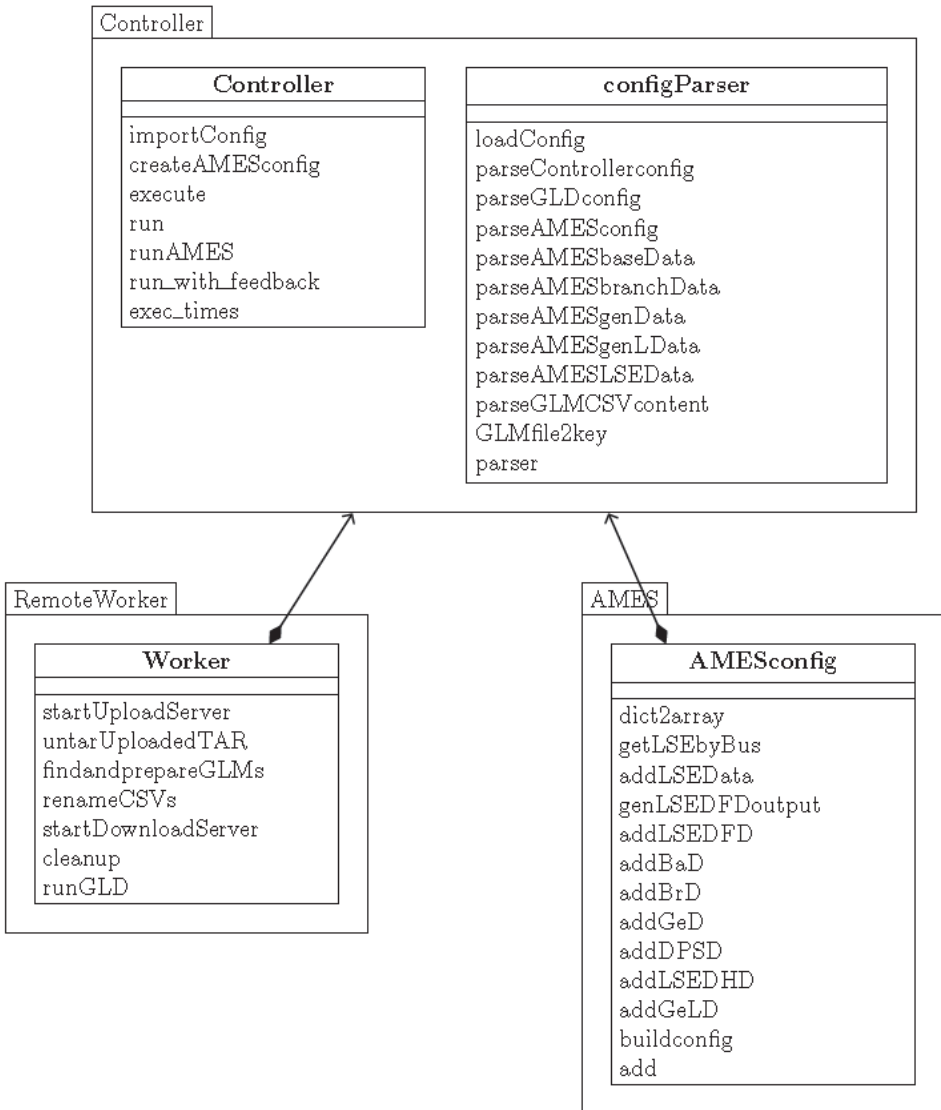 Controller
Controller
importConfig
createAMESconfig
execute
run
runAMES
run_with_feedback
exec_times
configParser
loadConfig
parseControllerconfig
parseGLDconfig
parseAMESconfig
parseAMESbaseData
parseAMESbranchData
parseAMESgenData
parseAMESgenLData
parseAMESLSEData
parseGLMCSVcontent
GLMfile2key
parser
RemoteWorker
Worker
startUploadServer
untarUploadedTAR
findandprepareGLMs
renameCSVs
startDownloadServer
cleanup
runGLD
AMES
AMESconfig
dict2array
getLSEbyBus
addLSEData
genLSEDFDoutput
addLSEDFD
addBaD
addBrD
addGeD
addDPSD
addLSEDHD
addGeLD
buildconfig
add